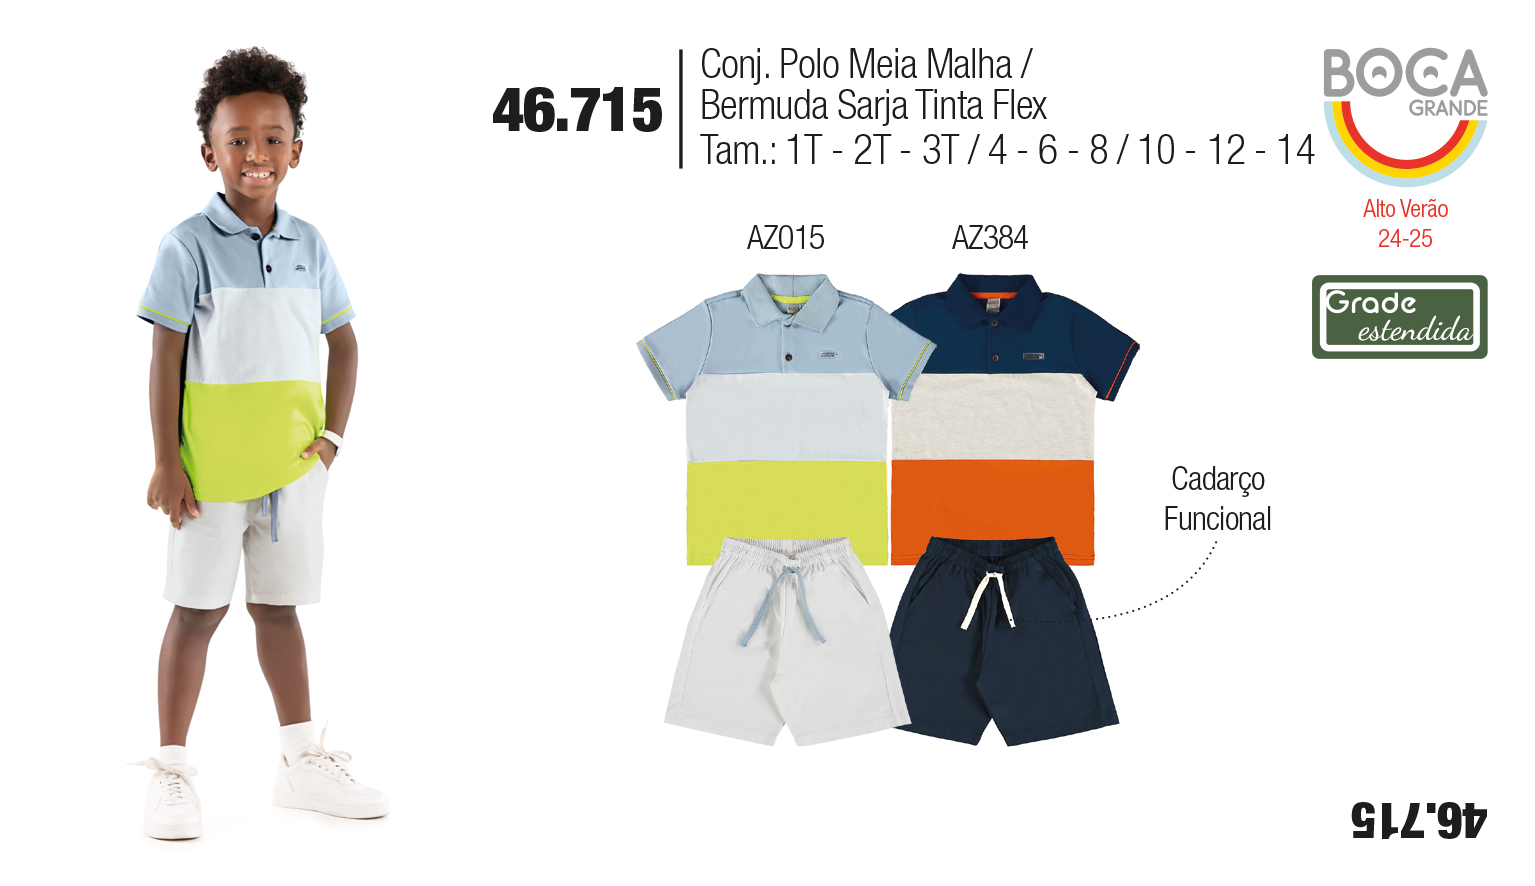 46.715
Conj. Polo Meia Malha /
Bermuda Sarja Tinta Flex
Tam.: 1T - 2T - 3T / 4 - 6 - 8 / 10 - 12 - 14
BOCA
GRANDE
Alto Verão
24-25
Grade
estendida
AZ015
AZ384
Cadarço
Funcional
46.715